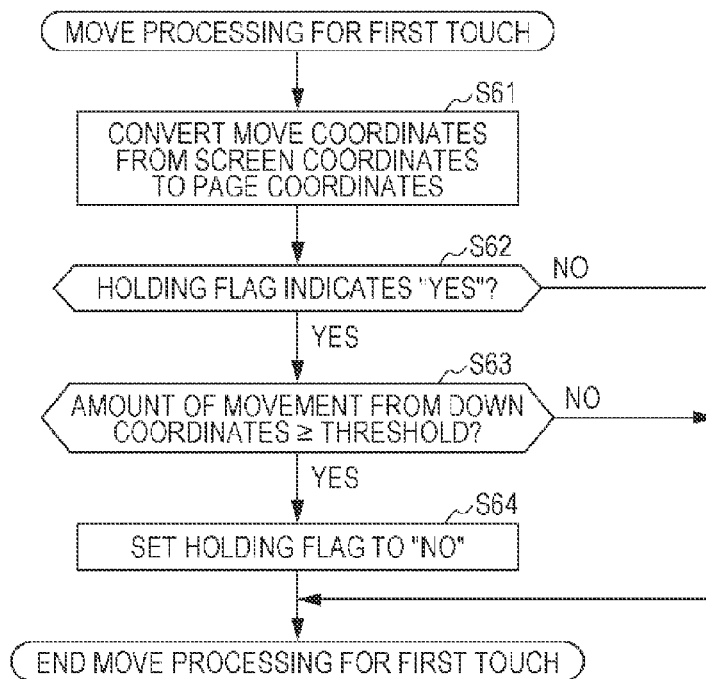 MOVE PROCESSING FOR FIRST TOUCH
S61
CONVERT MOVE COORDINATES
FROM SCREEN COORDINATES
TO PAGE COORDINATES
S62
HOLDING FLAG INDICATES "YES"?
NO
YES
S63
AMOUNT OF MOVEMENT FROM DOWN
COORDINATES ≥ THRESHOLD?
NO
YES
S64
SET HOLDING FLAG TO "NO"
END MOVE PROCESSING FOR FIRST TOUCH